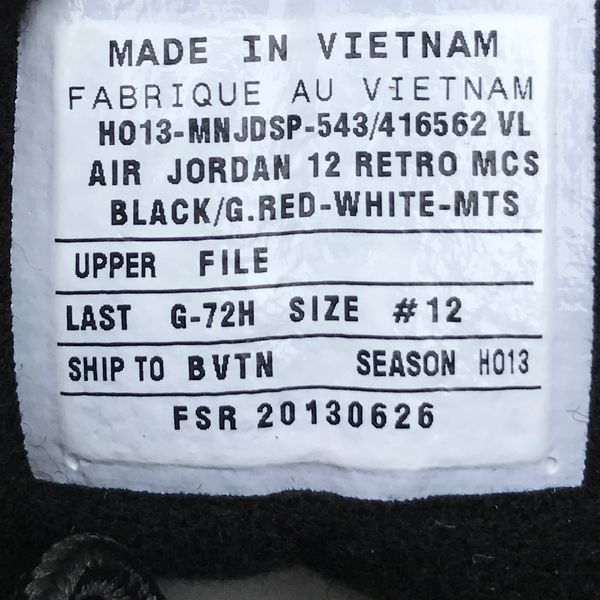 MADE IN VIETNAM
FABRIQUE AU VIETNAM
HO13-MNJDSP-543/416562 VL
AIR JORDAN 12 RETRO MCS
BLACK/G.RED-WHITE-MTS
UPPER FILE
LAST G-72H SIZE #12
SHIP TO BVTN SEASON HO13
FSR 20130626